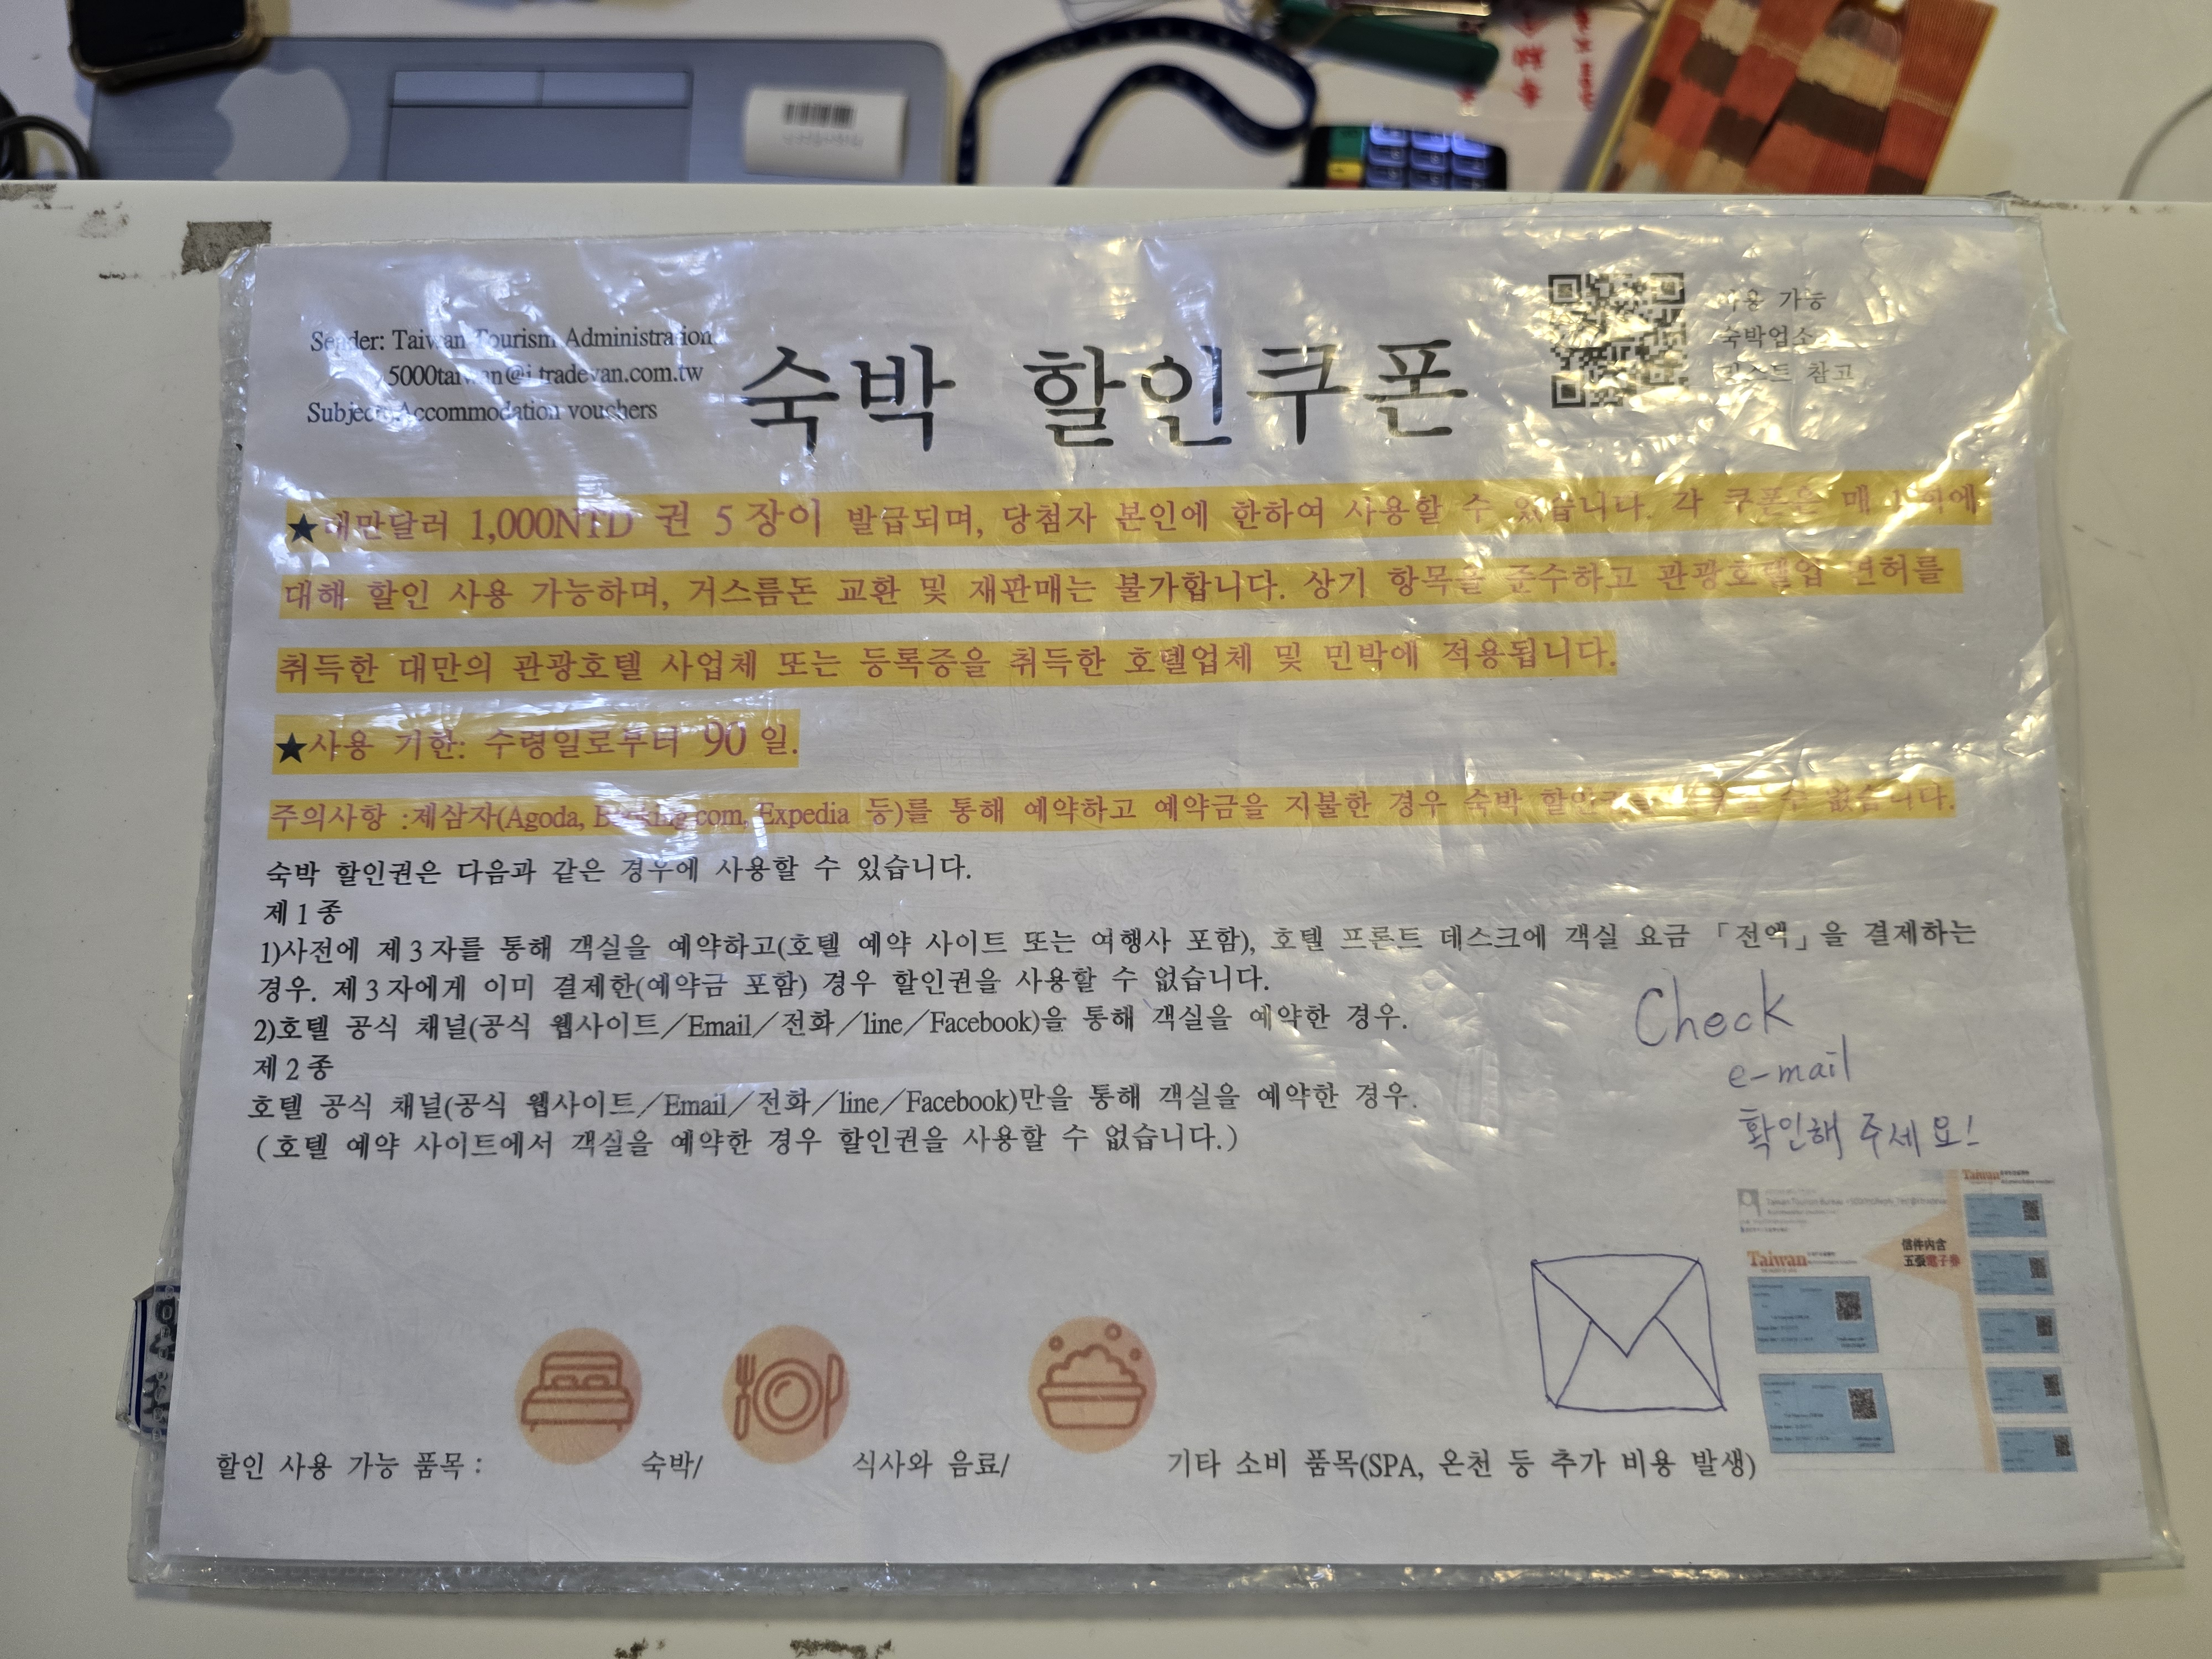 Sender: Taiwan Tourism Administration
5000taiwan@i.tradevan.com.tw
Subject: Accommodation vouchers
숙박 할인쿠폰
사용 가능
숙박업소
리스트 참고
★대만달러 1,000NTD 권 5 장이 발급되며, 당첨자 본인에 한하여 사용할 수 있습니다. 각 쿠폰은 매 1 회에
대해 할인 사용 가능하며, 거스름돈 교환 및 재판매는 불가합니다. 상기 항목을 준수하고 관광호텔업 면허를
취득한 대만의 관광호텔 사업체 또는 등록증을 취득한 호텔업체 및 민박에 적용됩니다.
★사용 기한: 수령일로부터 90 일.
주의사항 :제삼자(Agoda, Booking.com, Expedia 등)를 통해 예약하고 예약금을 지불한 경우 숙박 할인권을 수 없습니다.
숙박 할인권은 다음과 같은 경우에 사용할 수 있습니다.
제 1 종
1)사전에 제 3 자를 통해 객실을 예약하고(호텔 예약 사이트 또는 여행사 포함), 호텔 프론트 데스크에 객실 요금 「전액」을 결제하는
경우. 제 3 자에게 이미 결제한(예약금 포함) 경우 할인권을 사용할 수 없습니다.
2)호텔 공식 채널(공식 웹사이트／Email／전화／line／Facebook)을 통해 객실을 예약한 경우.
제 2 종
호텔 공식 채널(공식 웹사이트／Email／전화／line／Facebook)만을 통해 객실을 예약한 경우.
(호텔 예약 사이트에서 객실을 예약한 경우 할인권을 사용할 수 없습니다.)
Check
e-mail
확인해 주세요!
Taiwan
Taiwan
信件內含
五張電子券
할인 사용 가능 품목 : 숙박/ 식사와 음료/ 기타 소비 품목(SPA, 온천 등 추가 비용 발생)